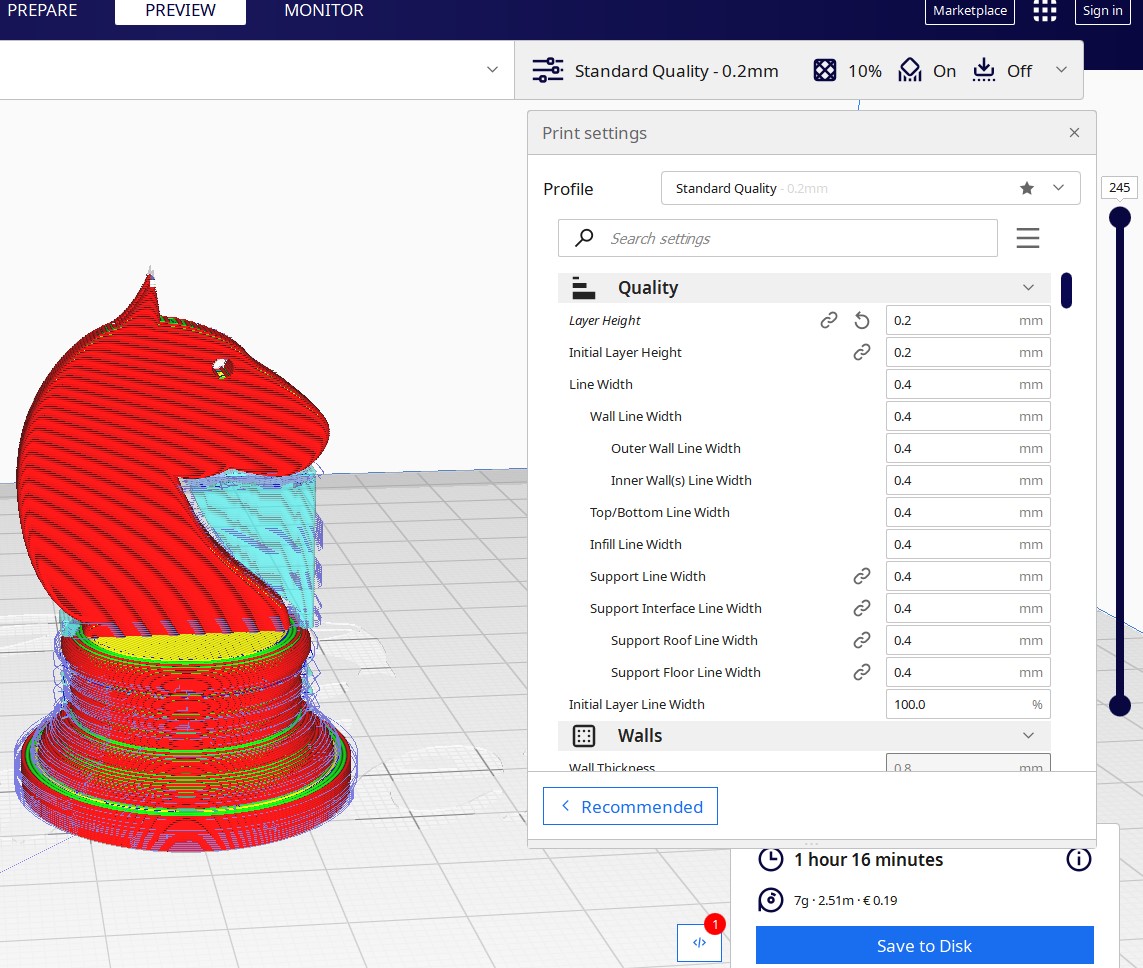 PREPARE PREVIEW MONITOR Marketplace Sign in
Standard Quality - 0.2mm 10% On Off
Print settings
Profile Standard Quality - 0.2mm
245
Search settings
Quality
Layer Height 0.2 mm
Initial Layer Height 0.2 mm
Line Width 0.4 mm
Wall Line Width 0.4 mm
Outer Wall Line Width 0.4 mm
Inner Wall(s) Line Width 0.4 mm
Top/Bottom Line Width 0.4 mm
Infill Line Width 0.4 mm
Support Line Width 0.4 mm
Support Interface Line Width 0.4 mm
Support Roof Line Width 0.4 mm
Support Floor Line Width 0.4 mm
Initial Layer Line Width 100.0 %
Walls
Wall Thickness 0.8 mm
Recommended
1 hour 16 minutes
7g · 2.51m · € 0.19
1
Save to Disk